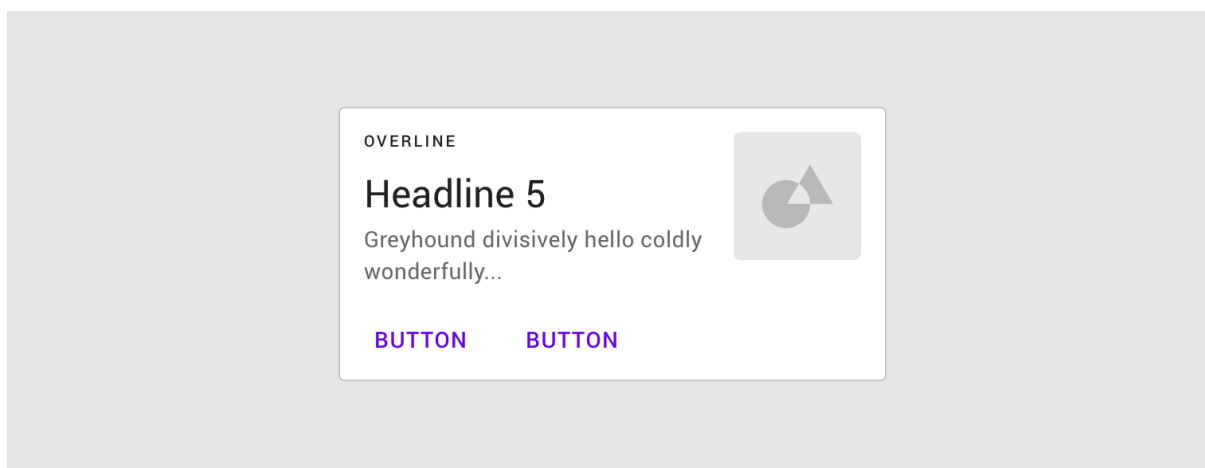 OVERLINE
Headline 5
Greyhound divisively hello coldly
wonderfully...
BUTTON BUTTON